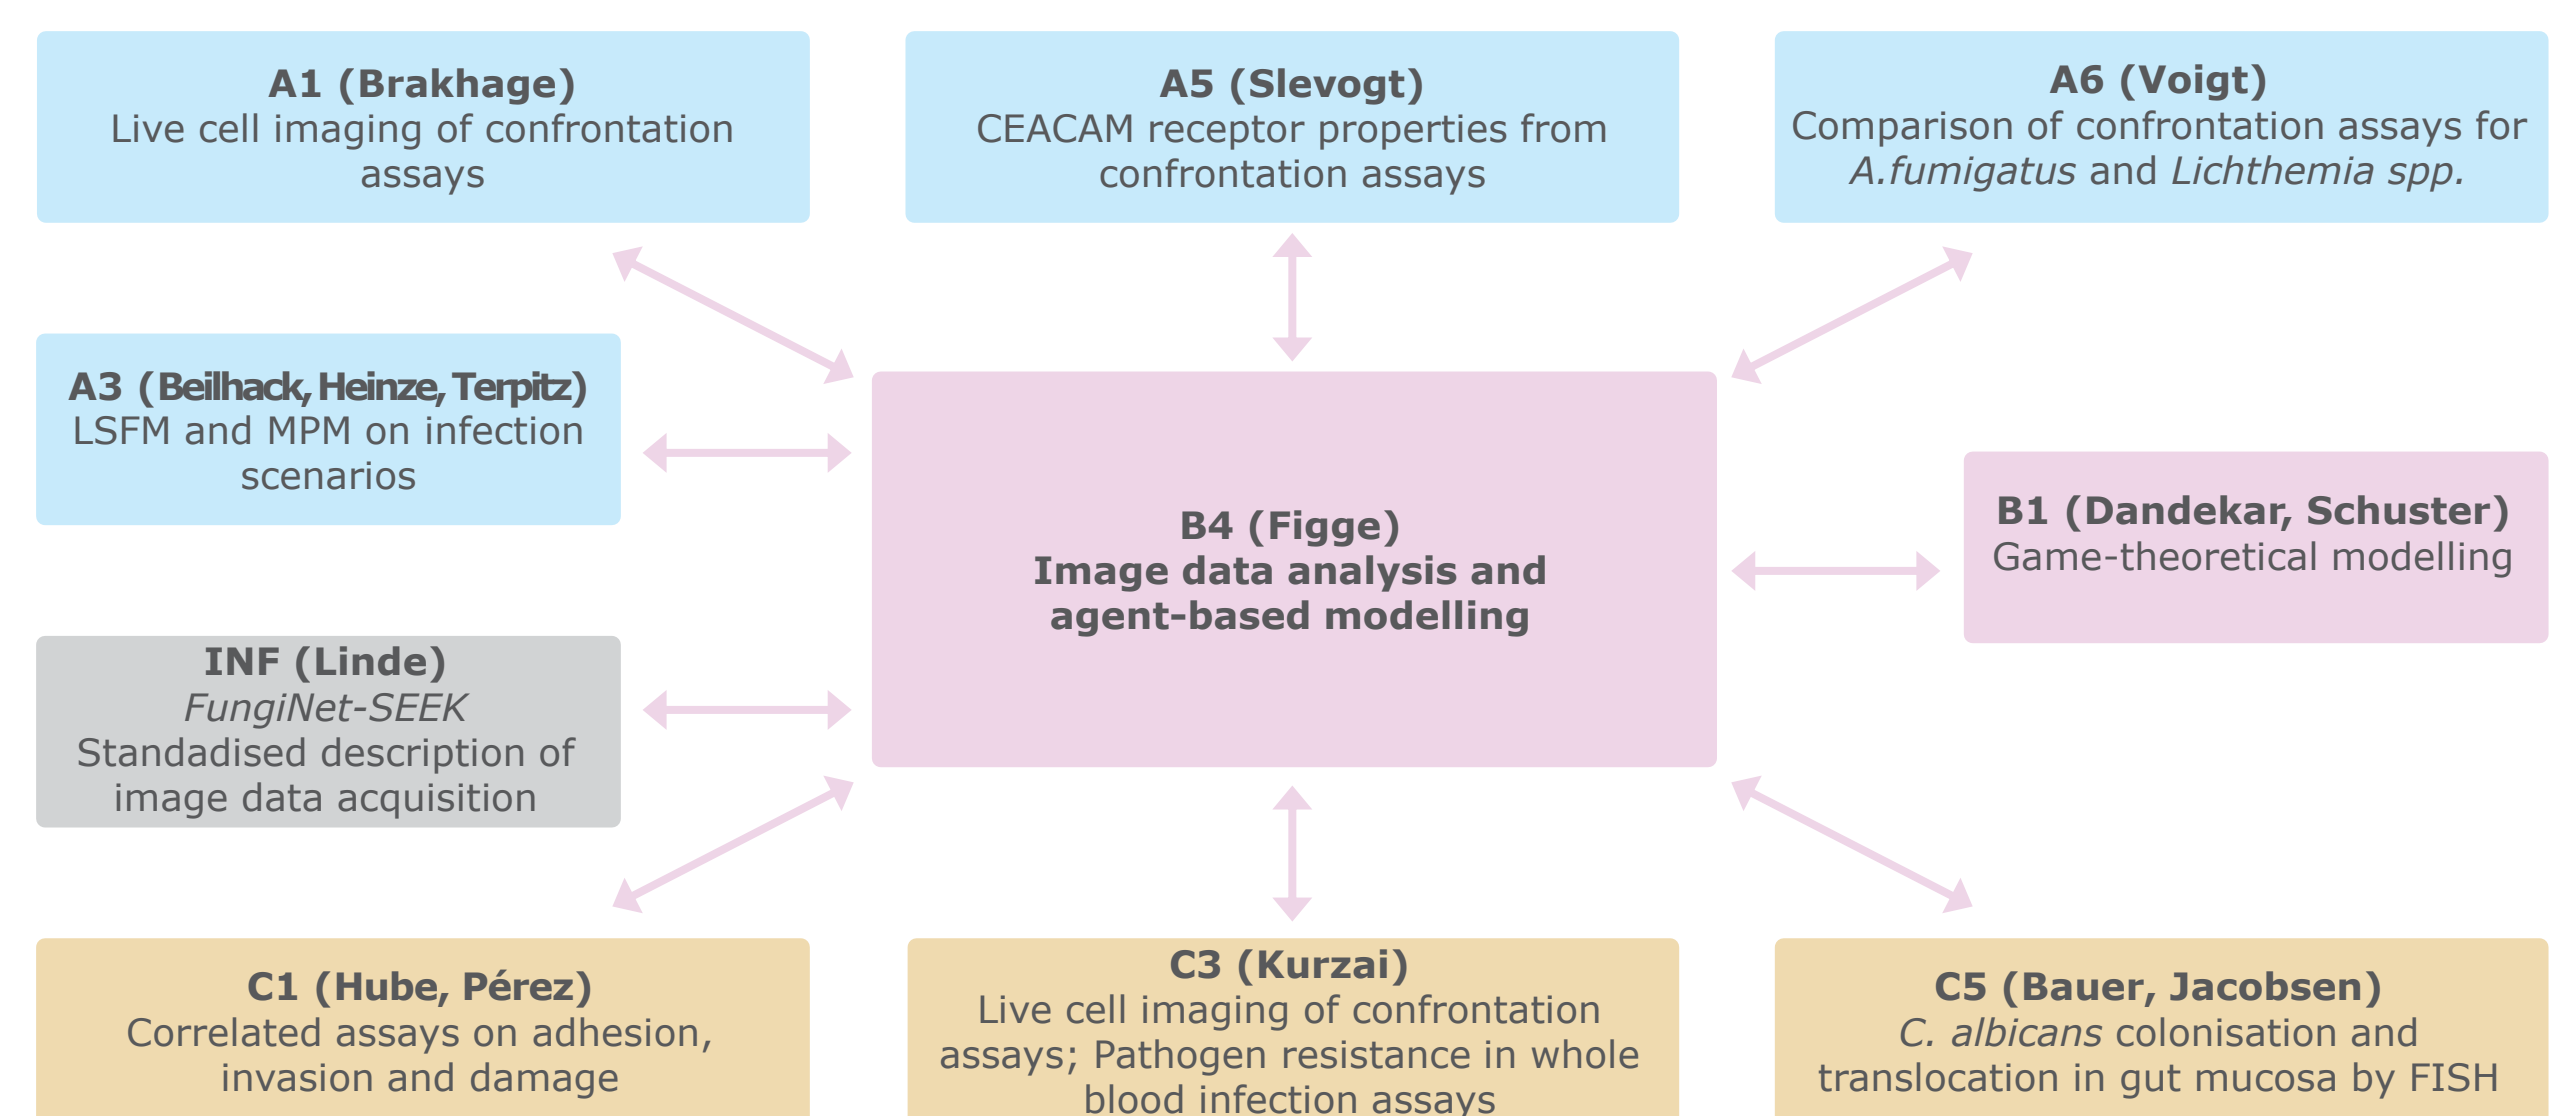 A1 (Brakhage)
Live cell imaging of confrontation
assays
A5 (Slevogt)
CEACAM receptor properties from
confrontation assays
A6 (Voigt)
Comparison of confrontation assays for
A.fumigatus and Lichthemia spp.
A3 (Beilhack, Heinze, Terpitz)
LSFM and MPM on infection
scenarios
B4 (Figge)
Image data analysis and
agent-based modelling
B1 (Dandekar, Schuster)
Game-theoretical modelling
INF (Linde)
FungiNet-SEEK
Standadised description of
image data acquisition
C1 (Hube, Pérez)
Correlated assays on adhesion,
invasion and damage
C3 (Kurzai)
Live cell imaging of confrontation
assays; Pathogen resistance in whole
blood infection assays
C5 (Bauer, Jacobsen)
C. albicans colonisation and
translocation in gut mucosa by FISH